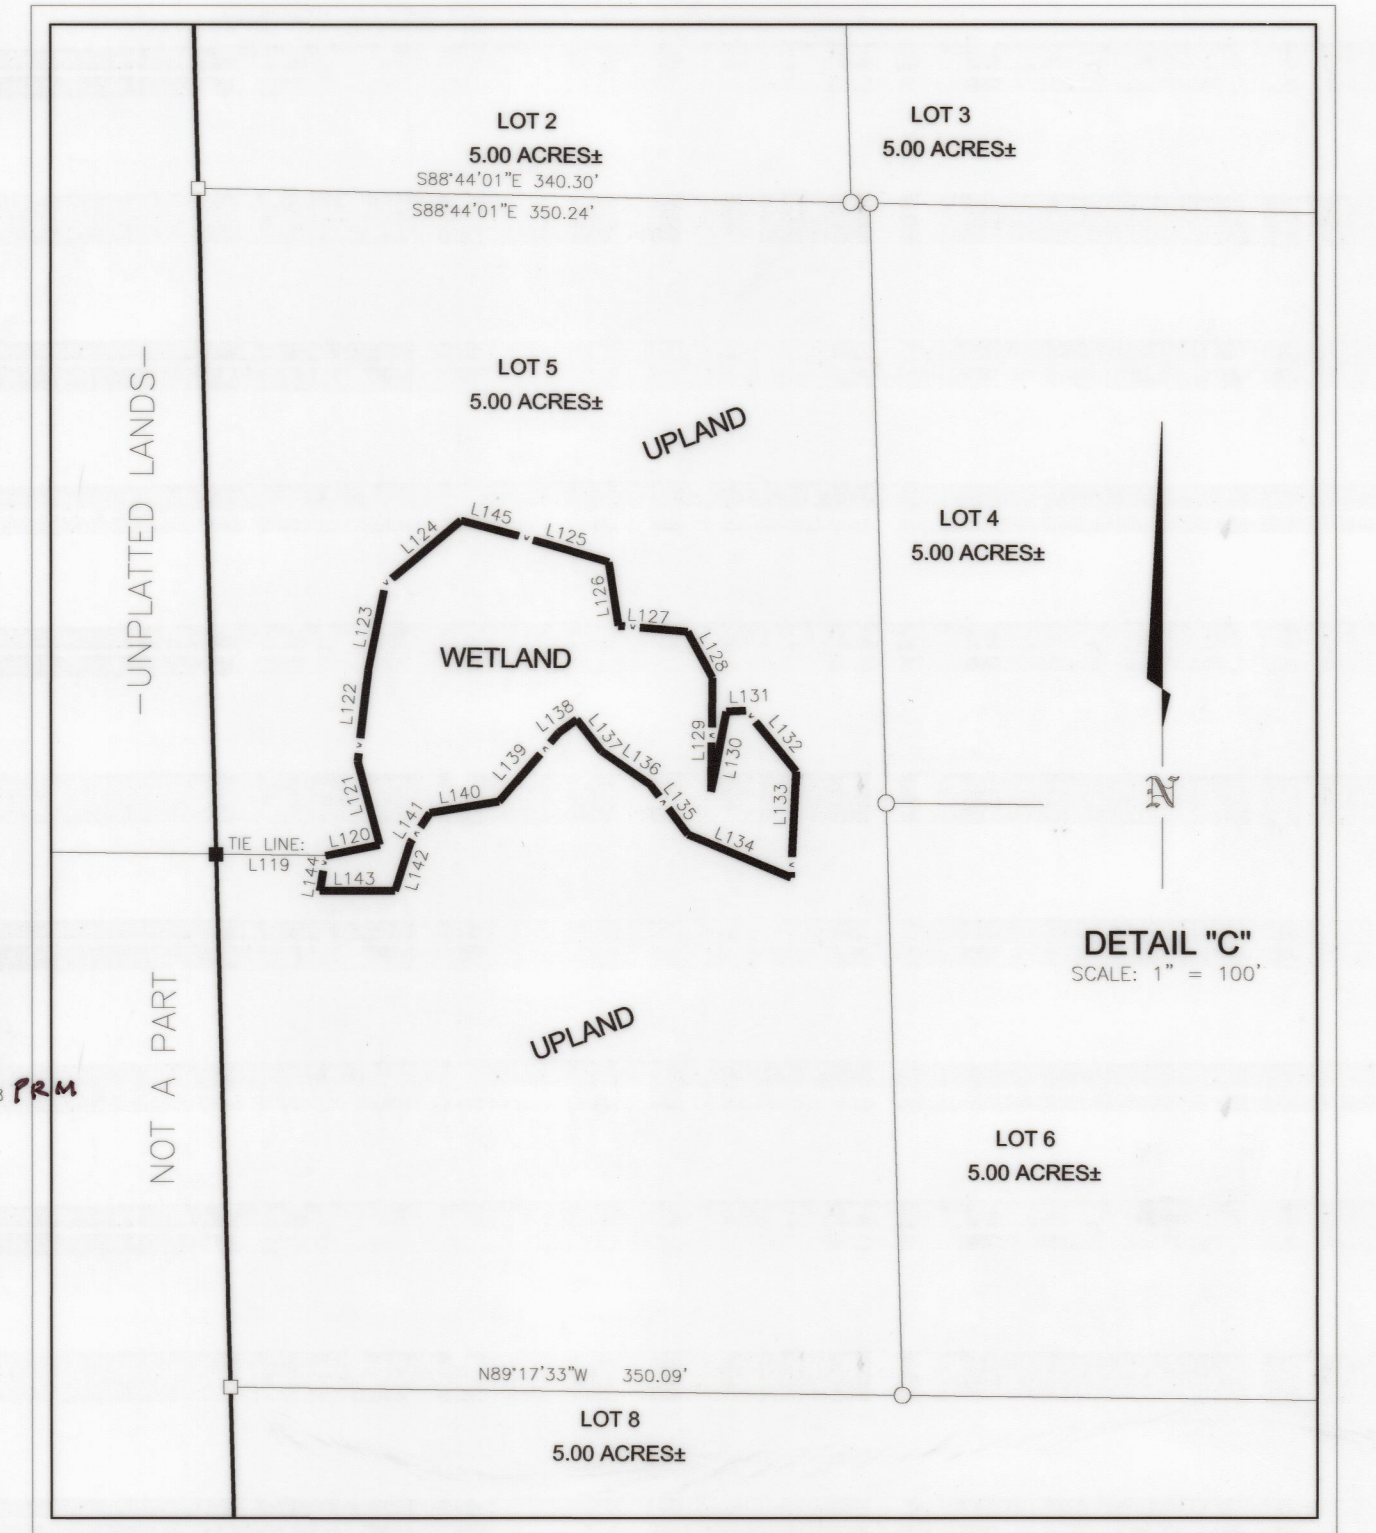 LOT 2
5.00 ACRES±
S88°44'01"E 340.30'
S88°44'01"E 350.24'
LOT 3
5.00 ACRES±
LOT 5
5.00 ACRES±
UPLAND
–UNPLATTED LANDS–
LOT 4
5.00 ACRES±
L145
L124
L125
L126
L123
L127
L128
WETLAND
L122
L131
L138
L129
L130
L132
L137
L136
L139
L121
L133
L140
L135
L141
L134
TIE LINE:
L119
L120
L142
L144
L143
N
DETAIL "C"
SCALE: 1" = 100'
UPLAND
NOT A PART
PRM
LOT 6
5.00 ACRES±
N89°17'33"W 350.09'
LOT 8
5.00 ACRES±